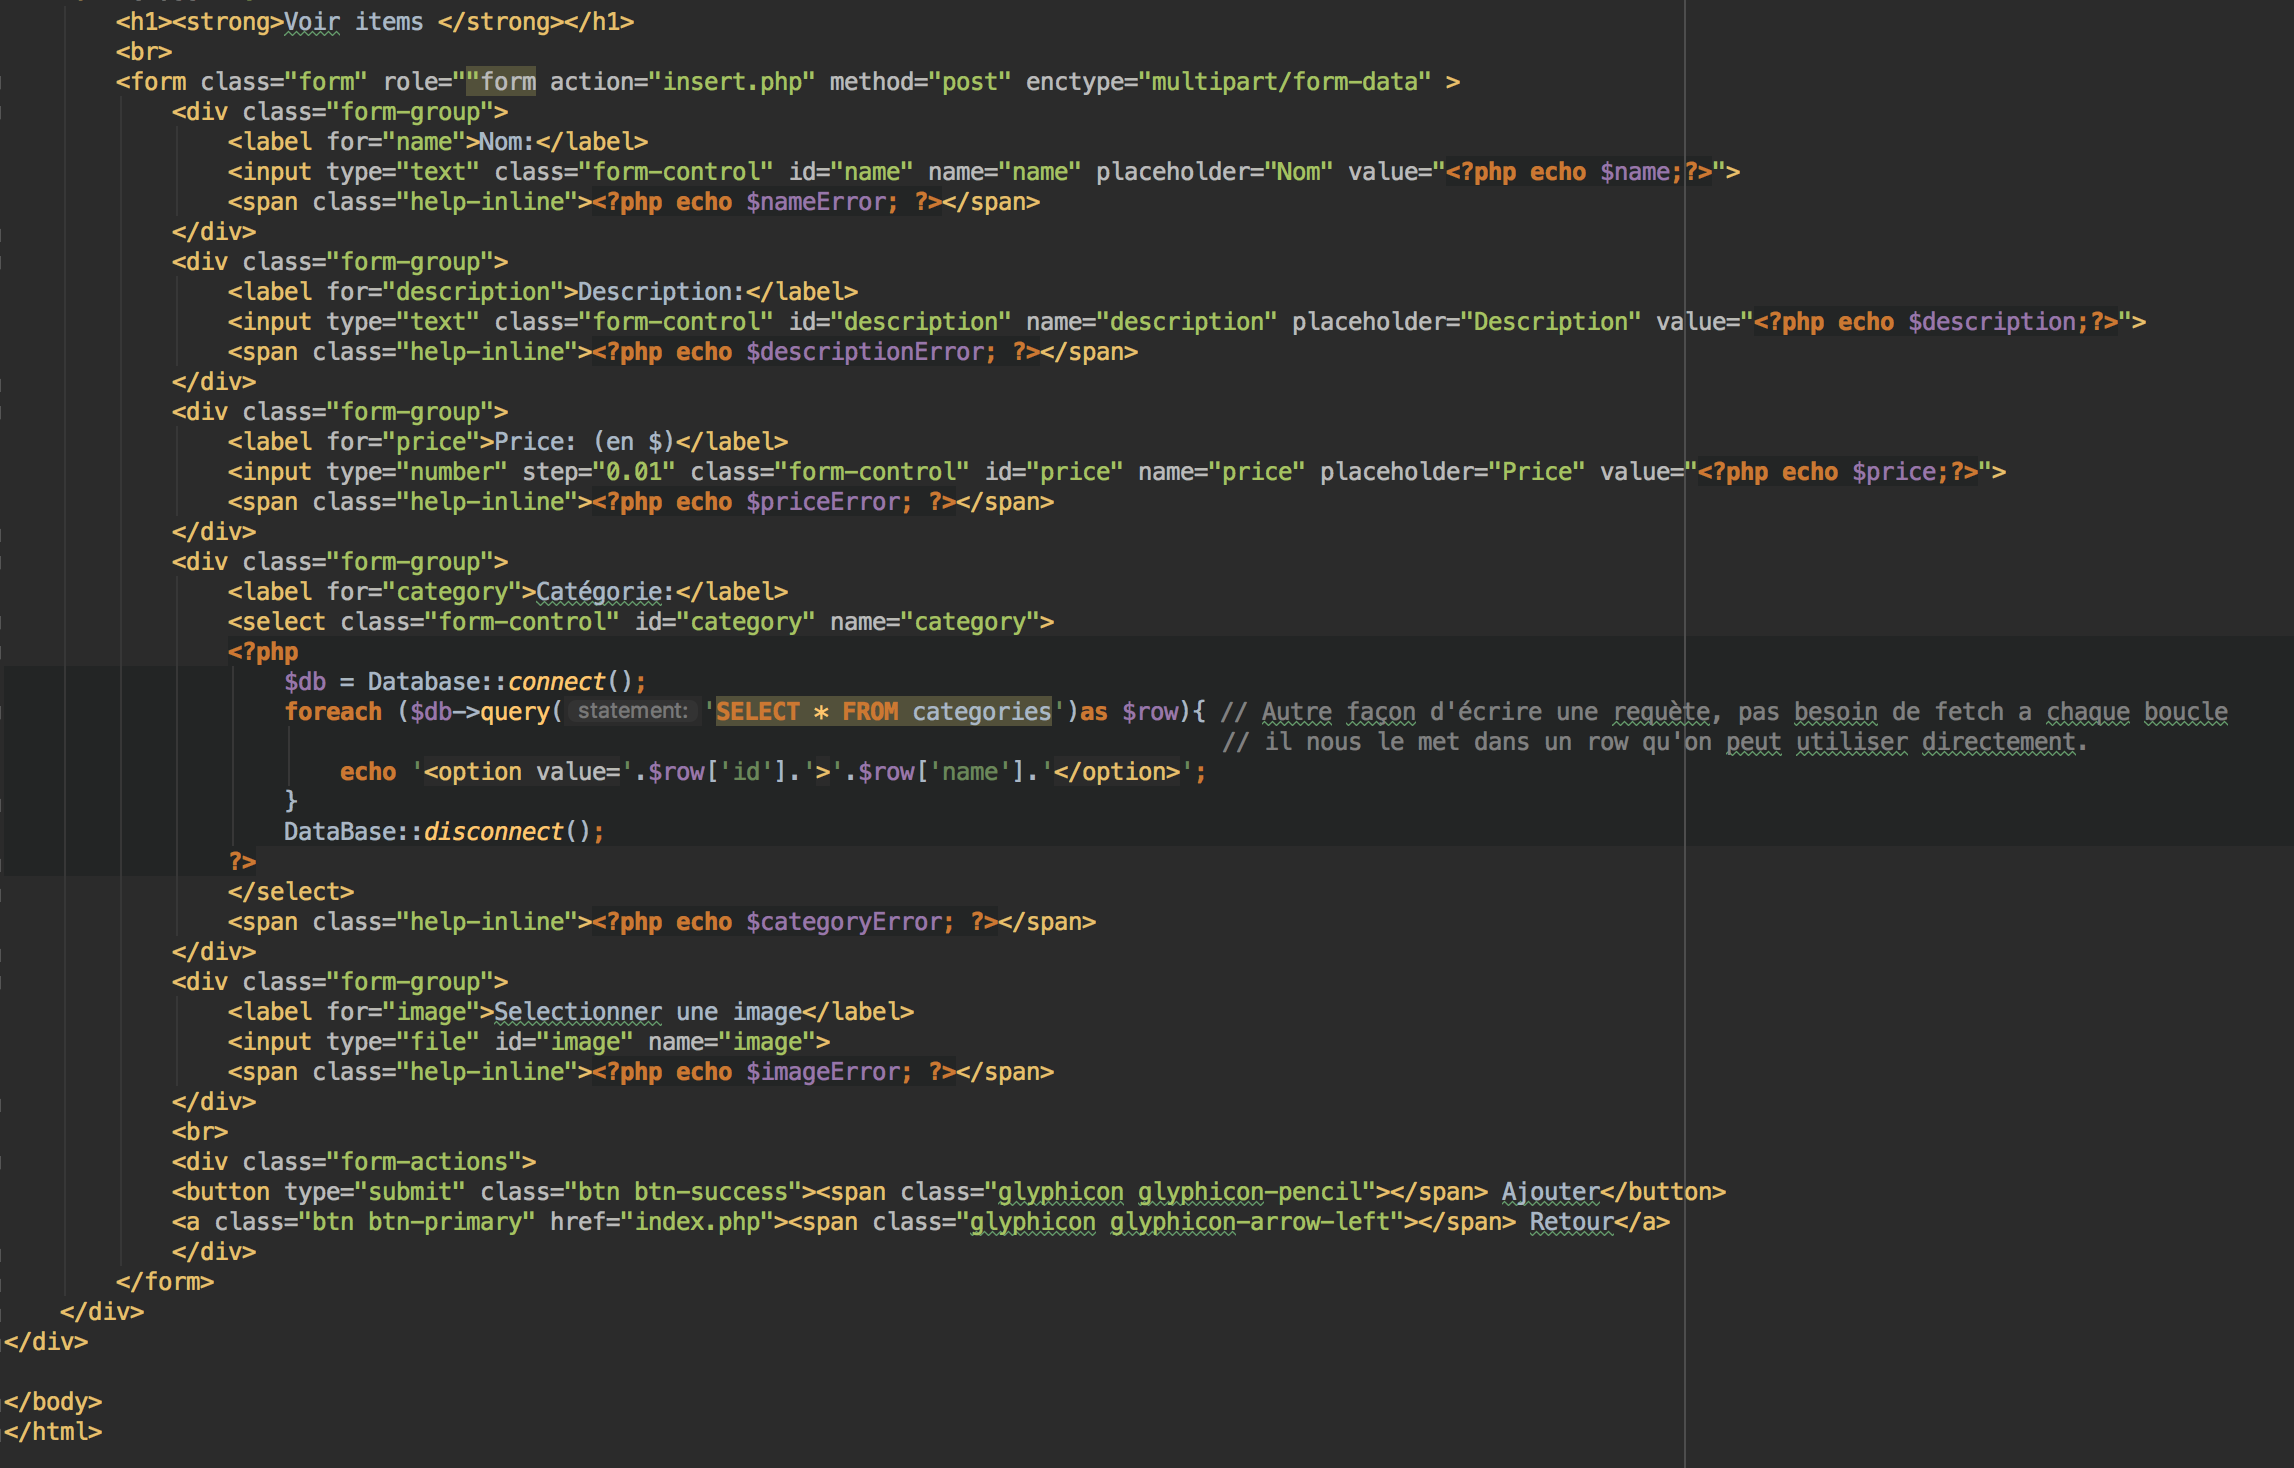 <h1><strong>Voir items </strong></h1>
<br>
<form class="form" role=""form action="insert.php" method="post" enctype="multipart/form-data" >
<div class="form-group">
<label for="name">Nom:</label>
<input type="text" class="form-control" id="name" name="name" placeholder="Nom" value="<?php echo $name;?>">
<span class="help-inline"><?php echo $nameError; ?></span>
</div>
<div class="form-group">
<label for="description">Description:</label>
<input type="text" class="form-control" id="description" name="description" placeholder="Description" value="<?php echo $description;?>">
<span class="help-inline"><?php echo $descriptionError; ?></span>
</div>
<div class="form-group">
<label for="price">Price: (en $)</label>
<input type="number" step="0.01" class="form-control" id="price" name="price" placeholder="Price" value="<?php echo $price;?>">
<span class="help-inline"><?php echo $priceError; ?></span>
</div>
<div class="form-group">
<label for="category">Catégorie:</label>
<select class="form-control" id="category" name="category">
<?php
$db = Database::connect();
foreach ($db->query( statement: 'SELECT * FROM categories')as $row){ // Autre façon d'écrire une requète, pas besoin de fetch a chaque boucle
// il nous le met dans un row qu'on peut utiliser directement.
echo '<option value='.$row['id'].'>'.$row['name'].'</option>';
}
DataBase::disconnect();
?>
</select>
<span class="help-inline"><?php echo $categoryError; ?></span>
</div>
<div class="form-group">
<label for="image">Selectionner une image</label>
<input type="file" id="image" name="image">
<span class="help-inline"><?php echo $imageError; ?></span>
</div>
<br>
<div class="form-actions">
<button type="submit" class="btn btn-success"><span class="glyphicon glyphicon-pencil"></span> Ajouter</button>
<a class="btn btn-primary" href="index.php"><span class="glyphicon glyphicon-arrow-left"></span> Retour</a>
</div>
</form>
</div>
</div>
</body>
</html>